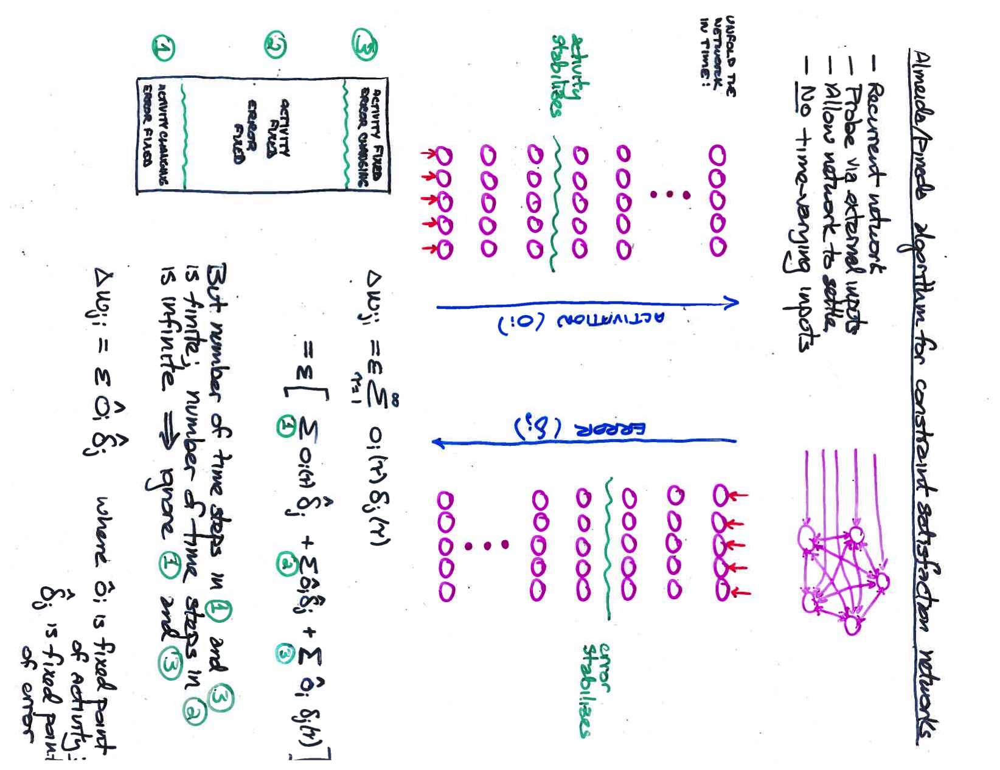 Almeida/Pineda algorithm for constraint satisfaction networks
- Recurrent network
- Probe via external inputs
- Allow network to settle
- No time-varying inputs
UNFOLD THE
NETWORK
IN TIME:
activity
stabilizes
ACTIVATION (oi)
ERROR (δj)
error
stabilizes
③
ACTIVITY FIXED
ERROR CHANGING
②
ACTIVITY
FIXED
ERROR
FIXED
①
ACTIVITY CHANGING
ERROR FIXED
Δwji = ε ∑τ=1^∞ oi(τ) δj(τ)
= ε [ ∑① oi(τ) δ̂j + ∑② ôi δ̂j + ∑③ ôi δj(τ) ]
But number of time steps in ① and ③
is finite; number of time steps in ②
is infinite ⇒ ignore ① and ③
Δwji = ε ôi δ̂j where ôi is fixed point
of activity;
δ̂j is fixed point
of error